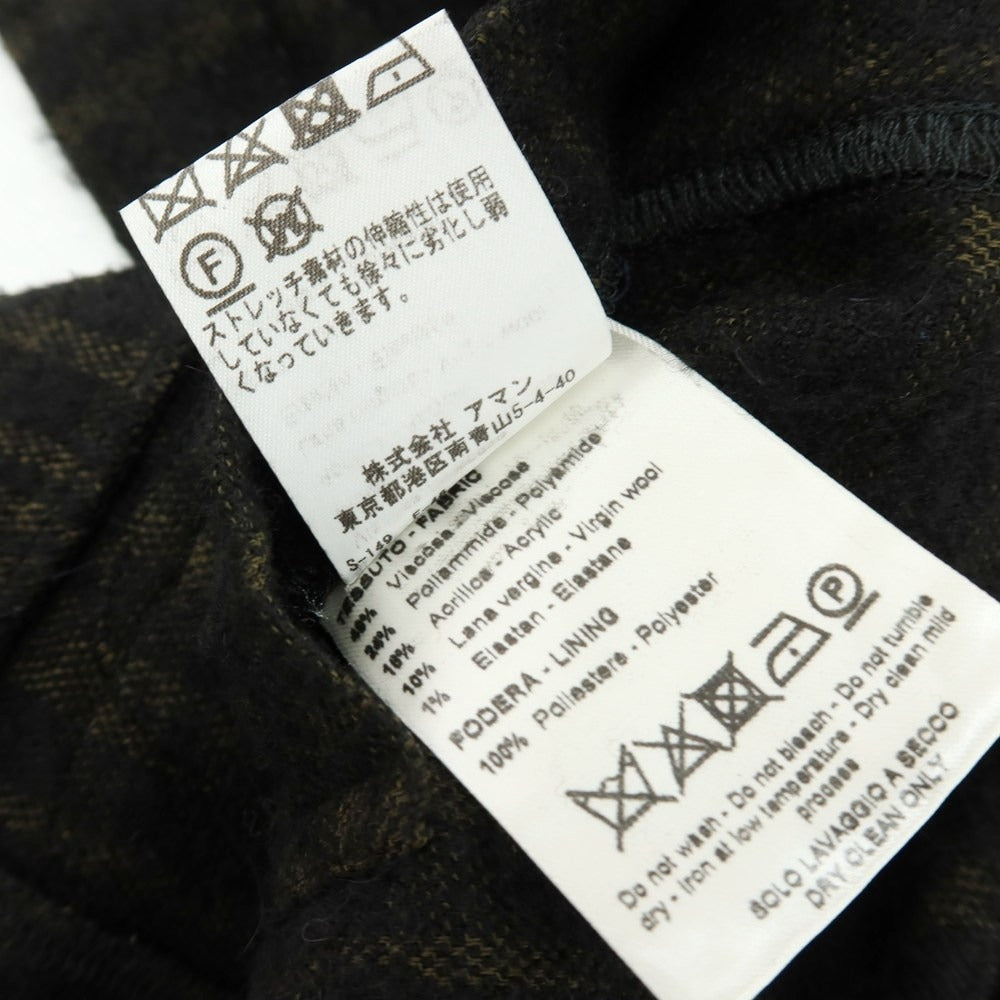 F
ストレッチ素材の伸縮性は使用
していなくても徐々に劣化し弱
くなっていきます。
株式会社 アマン
東京都港区南青山5-4-40
S-149
TESSUTO - FABRIC
Viscosa - Viscose
Poliammide - Polyamide
Acrilica - Acrylic
10% Lana vergine - Virgin wool
1% Elastan - Elastane
FODERA - LINING
100% Poliestere - Polyester
P
Do not wash - Do not bleach - Do not tumble
dry - Iron at low temperature - Dry clean mild
process
SOLO LAVAGGIO A SECCO
DRY CLEAN ONLY